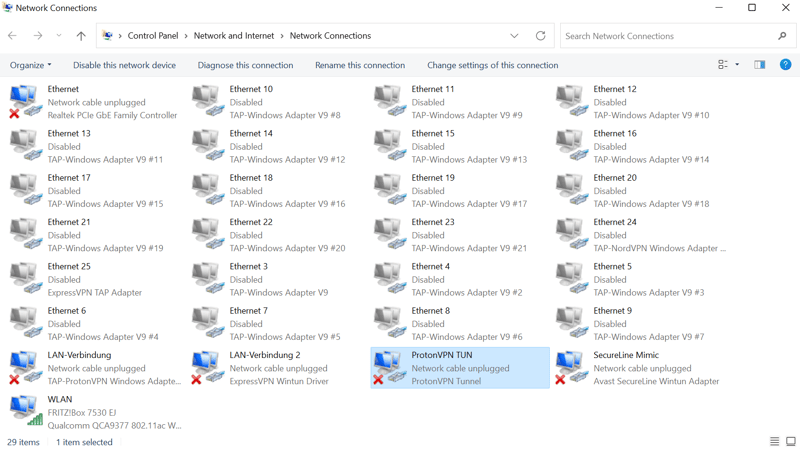 Network Connections
Control Panel > Network and Internet > Network Connections
Search Network Connections
Organize
Disable this network device
Diagnose this connection
Rename this connection
Change settings of this connection
Ethernet
Network cable unplugged
Realtek PCIe GbE Family Controller
Ethernet 10
Disabled
TAP-Windows Adapter V9 #8
Ethernet 11
Disabled
TAP-Windows Adapter V9 #9
Ethernet 12
Disabled
TAP-Windows Adapter V9 #10
Ethernet 13
Disabled
TAP-Windows Adapter V9 #11
Ethernet 14
Disabled
TAP-Windows Adapter V9 #12
Ethernet 15
Disabled
TAP-Windows Adapter V9 #13
Ethernet 16
Disabled
TAP-Windows Adapter V9 #14
Ethernet 17
Disabled
TAP-Windows Adapter V9 #15
Ethernet 18
Disabled
TAP-Windows Adapter V9 #16
Ethernet 19
Disabled
TAP-Windows Adapter V9 #17
Ethernet 20
Disabled
TAP-Windows Adapter V9 #18
Ethernet 21
Disabled
TAP-Windows Adapter V9 #19
Ethernet 22
Disabled
TAP-Windows Adapter V9 #20
Ethernet 23
Disabled
TAP-Windows Adapter V9 #21
Ethernet 24
Disabled
TAP-NordVPN Windows Adapter ...
Ethernet 25
Disabled
ExpressVPN TAP Adapter
Ethernet 3
Disabled
TAP-Windows Adapter V9
Ethernet 4
Disabled
TAP-Windows Adapter V9 #2
Ethernet 5
Disabled
TAP-Windows Adapter V9 #3
Ethernet 6
Disabled
TAP-Windows Adapter V9 #4
Ethernet 7
Disabled
TAP-Windows Adapter V9 #5
Ethernet 8
Disabled
TAP-Windows Adapter V9 #6
Ethernet 9
Disabled
TAP-Windows Adapter V9 #7
LAN-Verbindung
Network cable unplugged
TAP-ProtonVPN Windows Adapte...
LAN-Verbindung 2
Network cable unplugged
ExpressVPN Wintun Driver
ProtonVPN TUN
Network cable unplugged
ProtonVPN Tunnel
SecureLine Mimic
Network cable unplugged
Avast SecureLine Wintun Adapter
WLAN
FRITZ!Box 7530 EJ
Qualcomm QCA9377 802.11ac W...
29 items
1 item selected